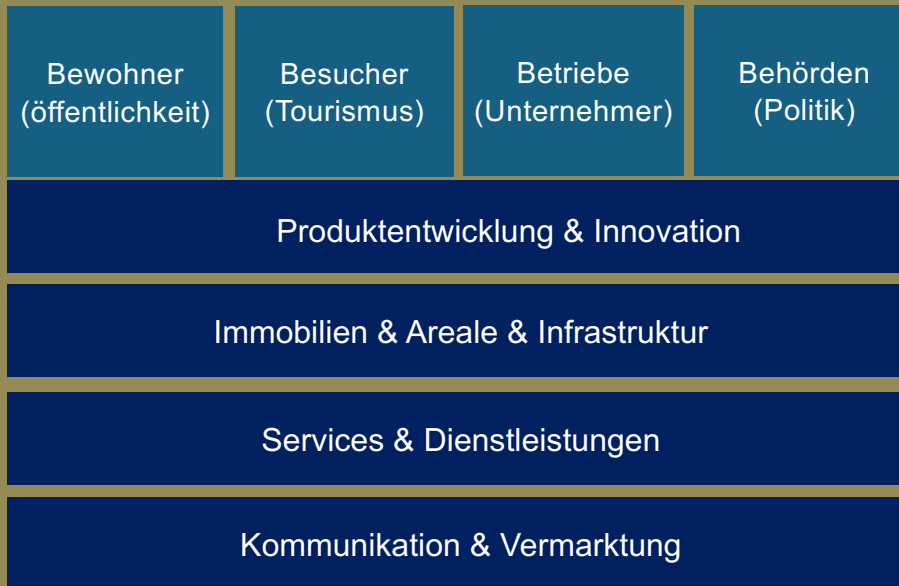 Bewohner
(öffentlichkeit)
Besucher
(Tourismus)
Betriebe
(Unternehmer)
Behörden
(Politik)
Produktentwicklung & Innovation
Immobilien & Areale & Infrastruktur
Services & Dienstleistungen
Kommunikation & Vermarktung